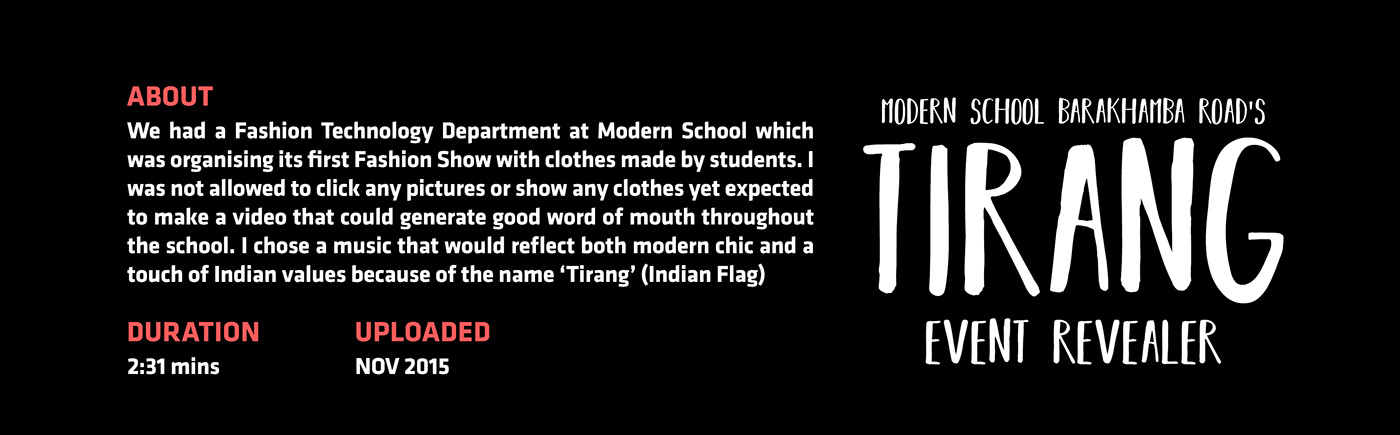 ABOUT
We had a Fashion Technology Department at Modern School which
was organising its first Fashion Show with clothes made by students. I
was not allowed to click any pictures or show any clothes yet expected
to make a video that could generate good word of mouth throughout
the school. I chose a music that would reflect both modern chic and a
touch of Indian values because of the name ‘Tirang’ (Indian Flag)
DURATION
2:31 mins
UPLOADED
NOV 2015
MODERN SCHOOL BARAKHAMBA ROAD'S
TIRANG
EVENT REVEALER